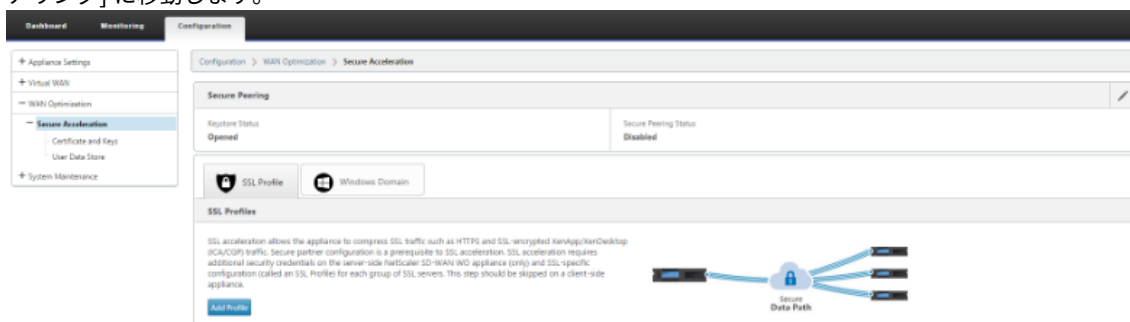 ] に移動します。
Dashboard Monitoring Configuration
+ Appliance Settings
+ Virtual WAN
− WAN Optimization
− Secure Acceleration
Certificate and Keys
User Data Store
+ System Maintenance
Configuration > WAN Optimization > Secure Acceleration
Secure Peering
Keystore Status
Opened
Secure Peering Status
Disabled
SSL Profile
Windows Domain
SSL Profiles
SSL acceleration allows the appliance to compress SSL traffic such as HTTPS and SSL-encrypted XenApp/XenDesktop
(ICA/CGP) traffic. Secure partner configuration is a prerequisite to SSL acceleration. SSL acceleration requires
additional security credentials on the server-side NetScaler SD-WAN WO appliance (only) and SSL-specific
configuration (called an SSL Profile) for each group of SSL servers. This step should be skipped on a client-side
appliance.
Add Profile
Secure
Data Path